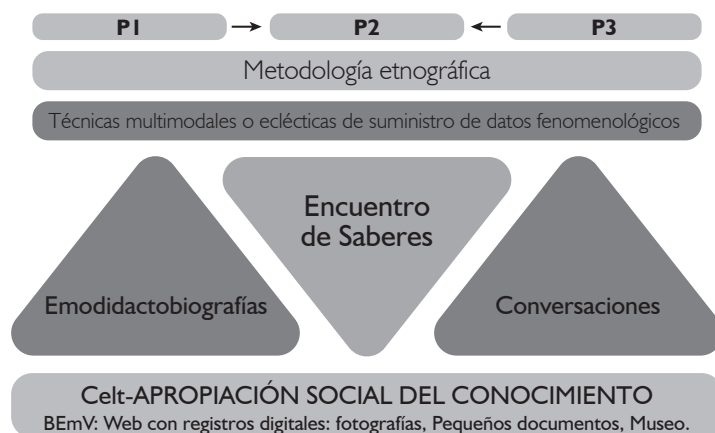 P1 → P2 ← P3
Metodología etnográfica
Técnicas multimodales o eclécticas de suministro de datos fenomenológicos
Encuentro
de Saberes
Emodidactobiografías
Conversaciones
Celt-APROPIACIÓN SOCIAL DEL CONOCIMIENTO
BEmV: Web con registros digitales: fotografías, Pequeños documentos, Museo.